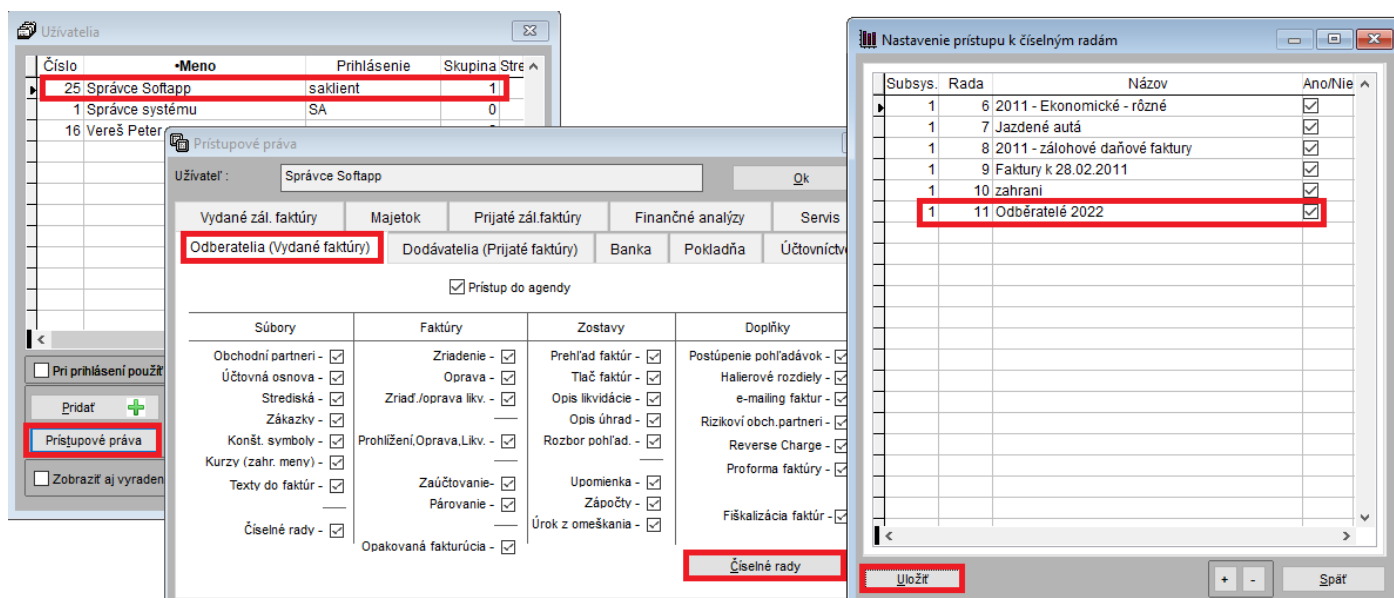 Užívatelia
Číslo •Meno Prihlásenie Skupina Stre
25 Správce Softapp saklient 1
1 Správce systému SA 0
16 Vereš Peter
Pri prihlásení použiť
Pridať
Prístupové práva
Zobraziť aj vyraden
Prístupové práva
Užívateľ : Správce Softapp Ok
Vydané zál. faktúry Majetok Prijaté zál.faktúry Finančné analýzy Servis
Odberatelia (Vydané faktúry) Dodávatelia (Prijaté faktúry) Banka Pokladňa Účtovníctv
Prístup do agendy
Súbory Faktúry Zostavy Doplňky
Obchodní partneri - Zriadenie - Prehľad faktúr - Postúpenie pohľadávok -
Účtovná osnova - Oprava - Tlač faktúr - Halierové rozdiely -
Strediská - Zriaď./oprava likv. - Opis likvidácie - e-mailing faktur -
Zákazky - Opis úhrad - Rizikoví obch.partneri -
Konšt. symboly - Prohlížení,Oprava,Likv. - Rozbor pohľad. - Reverse Charge -
Kurzy (zahr. meny) - Proforma faktúry -
Texty do faktúr - Zaúčtovanie- Upomienka -
Párovanie - Zápočty - Fiškalizácia faktúr -
Číselné rady - Úrok z omeškania -
Opakovaná fakturúcia -
Číselné rady
Nastavenie prístupu k číselným radám
Subsys. Rada Názov Ano/Nie
1 6 2011 - Ekonomické - rôzné
1 7 Jazdené autá
1 8 2011 - zálohové daňové faktury
1 9 Faktury k 28.02.2011
1 10 zahrani
1 11 Odběratelé 2022
Uložiť + - Späť